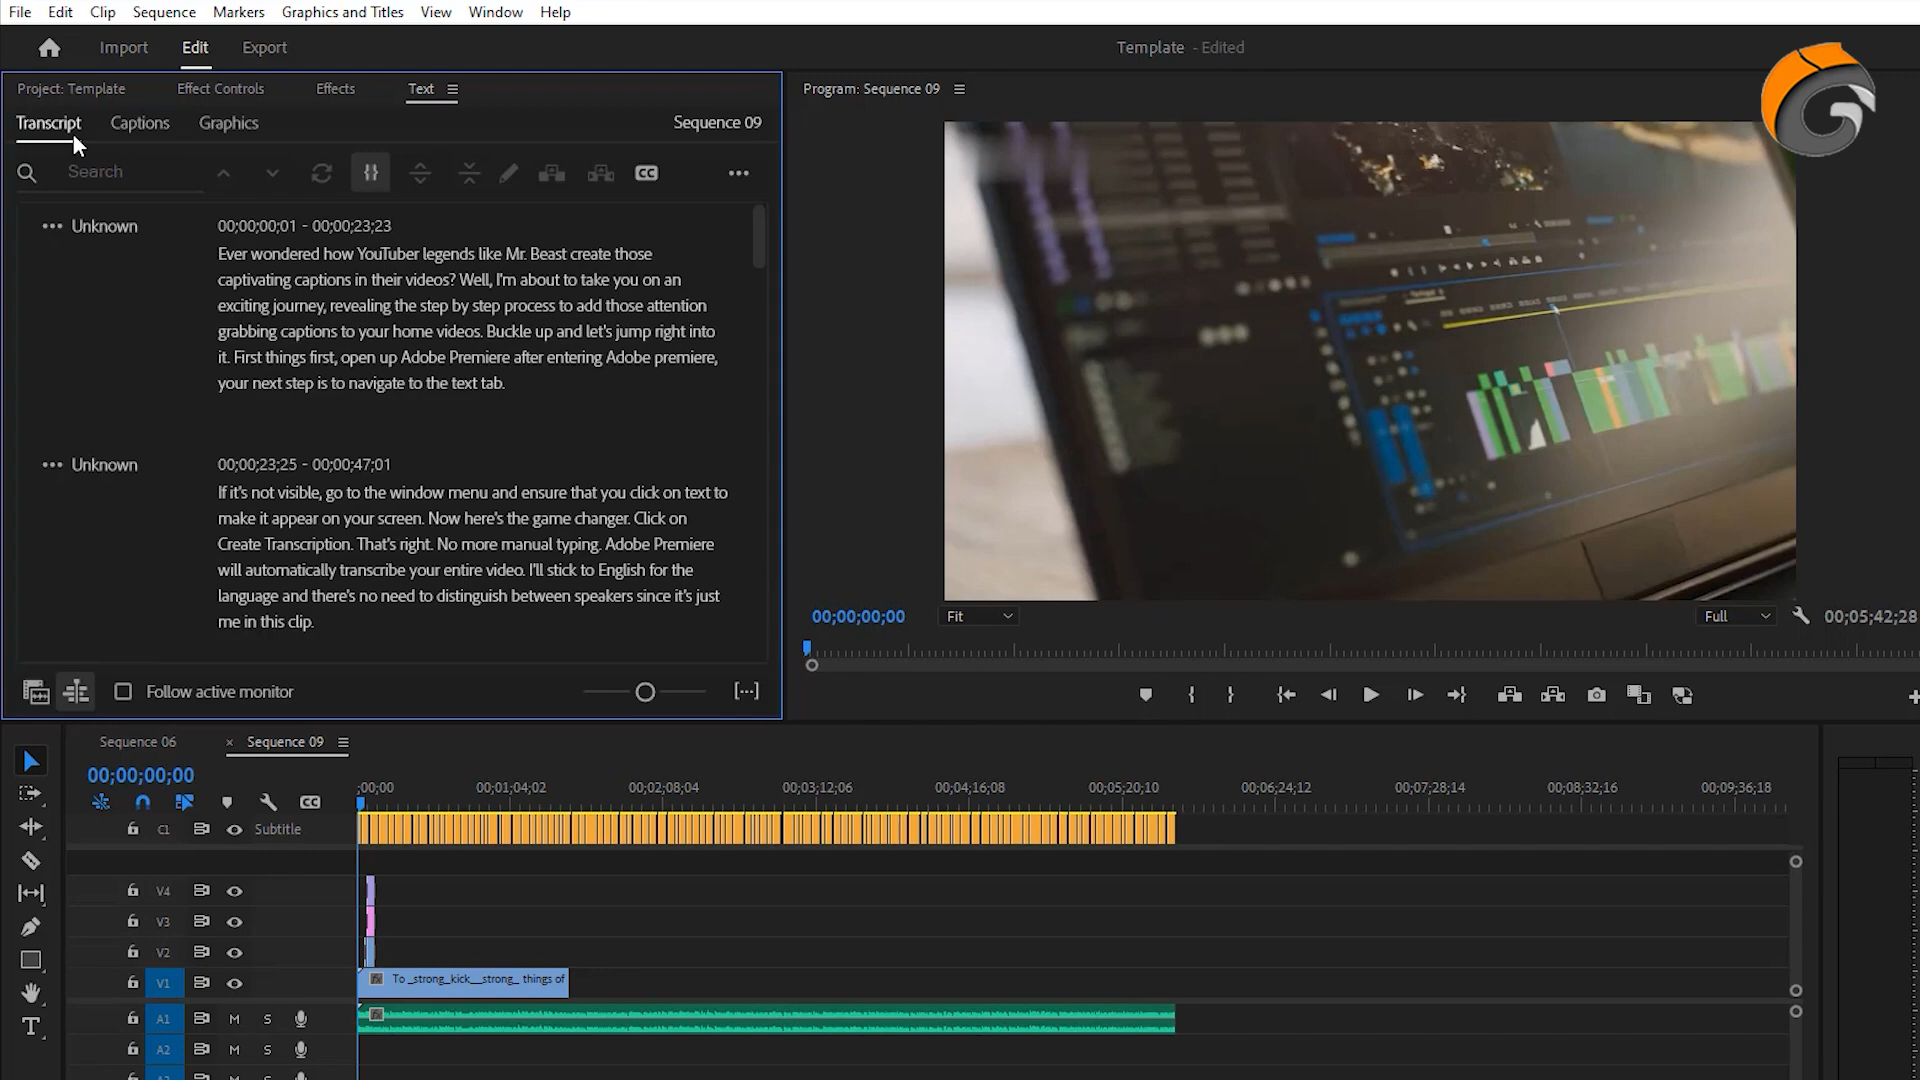 File Edit Clip Sequence Markers Graphics and Titles View Window Help
Import Edit Export
Template - Edited
Project: Template Effect Controls Effects Text
Program: Sequence 09
Transcript Captions Graphics
Sequence 09
Search
CC
Unknown
00;00;00;01 - 00;00;23;23
Ever wondered how YouTuber legends like Mr. Beast create those
captivating captions in their videos? Well, I'm about to take you on an
exciting journey, revealing the step by step process to add those attention
grabbing captions to your home videos. Buckle up and let's jump right into
it. First things first, open up Adobe Premiere after entering Adobe premiere,
your next step is to navigate to the text tab.
Unknown
00;00;23;25 - 00;00;47;01
If it's not visible, go to the window menu and ensure that you click on text to
make it appear on your screen. Now here's the game changer. Click on
Create Transcription. That's right. No more manual typing. Adobe Premiere
will automatically transcribe your entire video. I'll stick to English for the
language and there's no need to distinguish between speakers since it's just
me in this clip.
Follow active monitor
00;00;00;00 Fit Full 00;05;42;28
Sequence 06 × Sequence 09
00;00;00;00
;00;00 00;01;04;02 00;02;08;04 00;03;12;06 00;04;16;08 00;05;20;10 00;06;24;12 00;07;28;14 00;08;32;16 00;09;36;18
CC
C1 Subtitle
V4
V3
V2
V1 fx To _strong_kick__strong_ things of
A1 M S fx
A2 M S